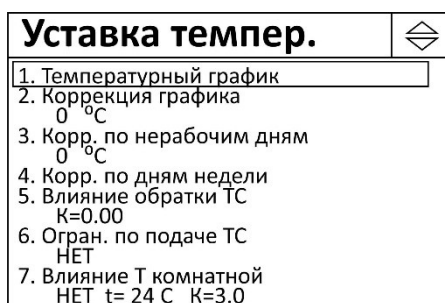 Уставка темпер.
1. Температурный график
2. Коррекция графика
0 °C
3. Корр. по нерабочим дням
0 °C
4. Корр. по дням недели
5. Влияние обратки ТС
К=0.00
6. Огран. по подаче ТС
НЕТ
7. Влияние Т комнатной
НЕТ t= 24 C К=3.0